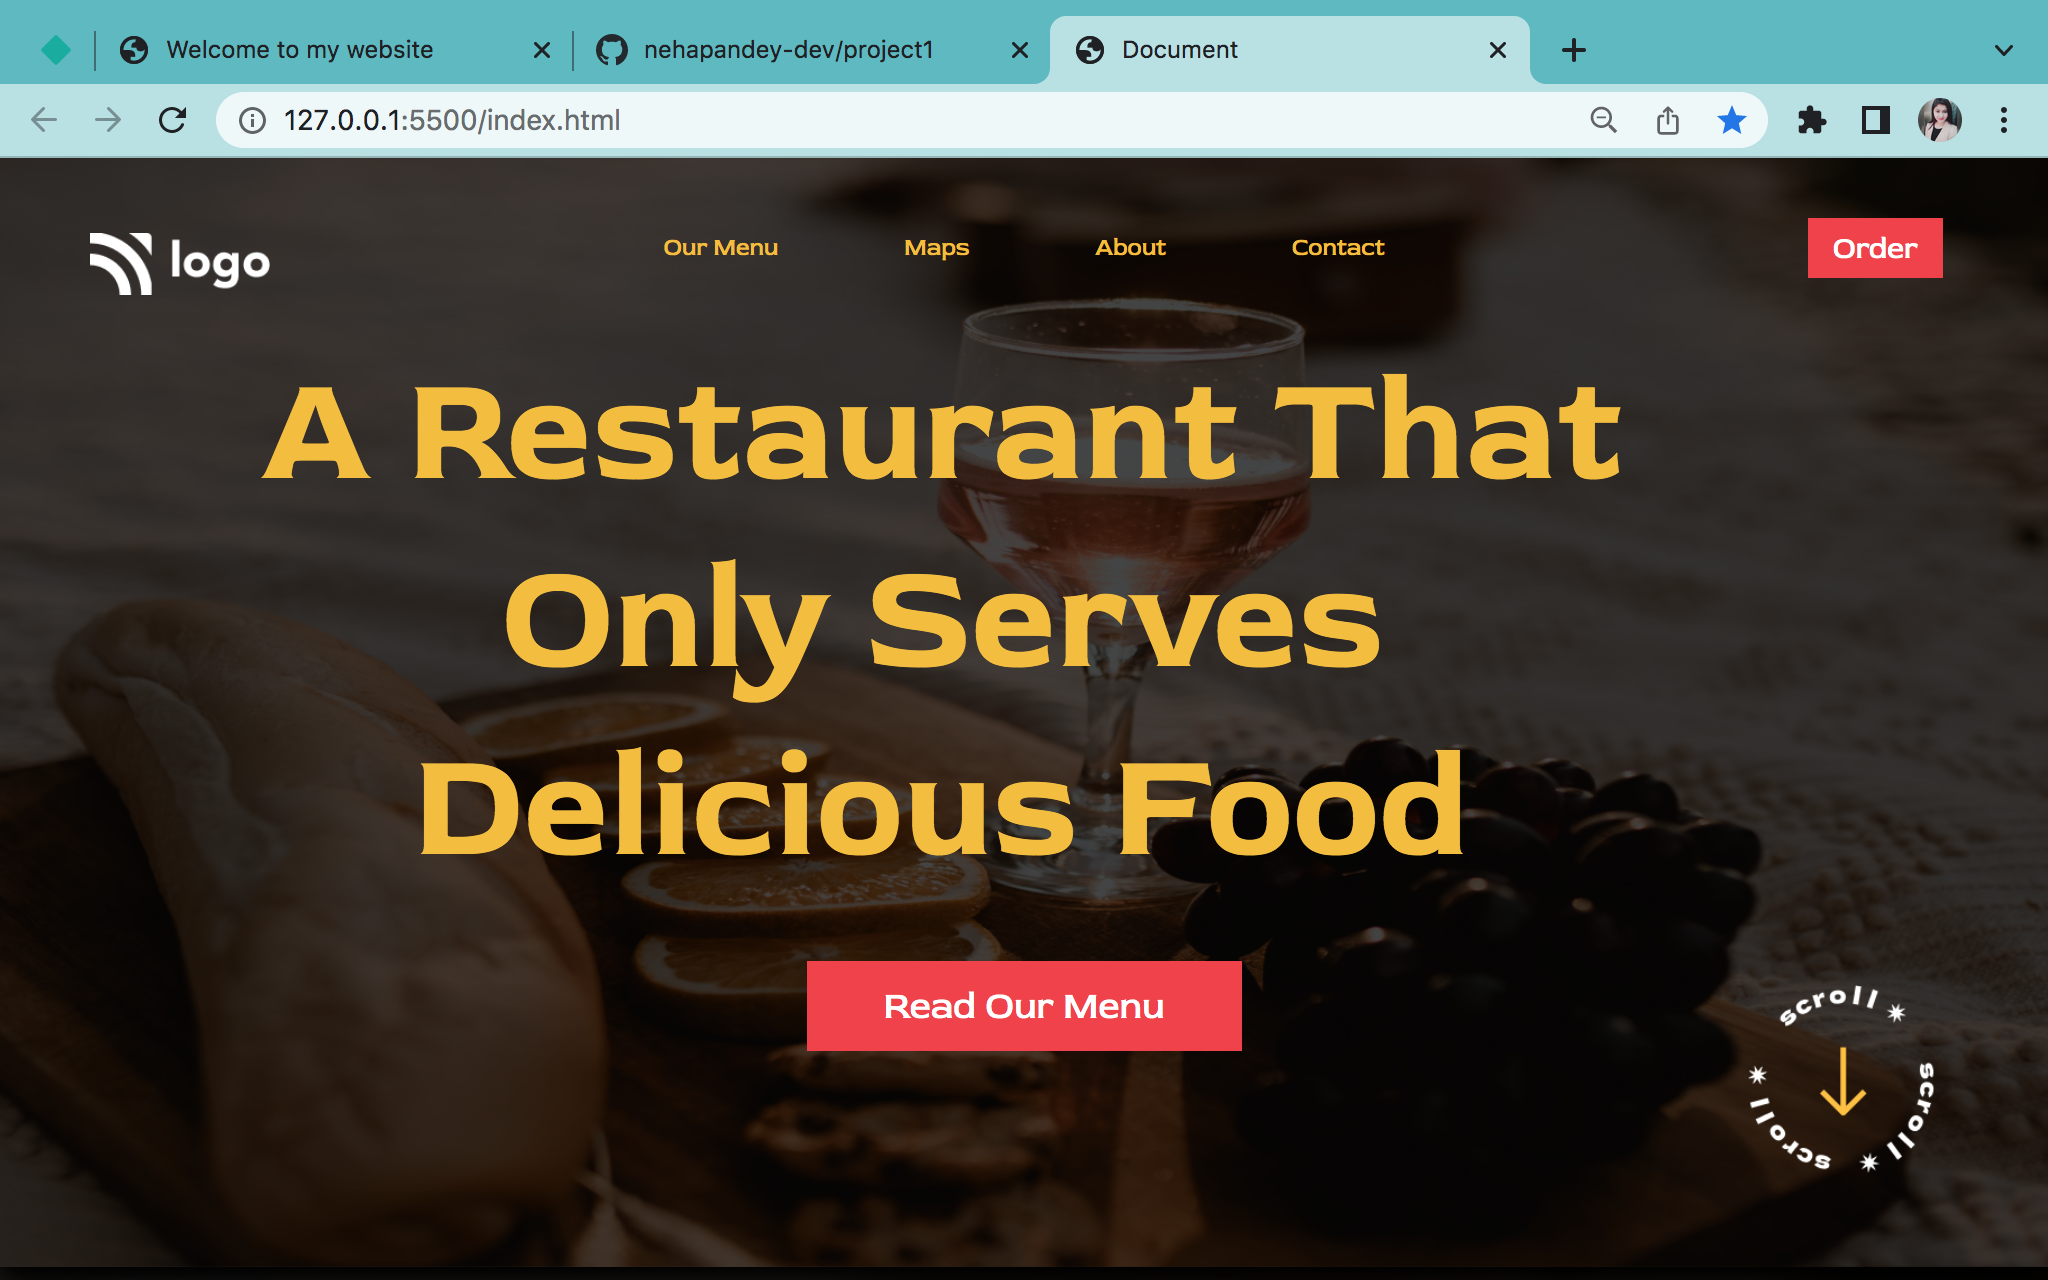 Welcome to my website
nehapandey-dev/project1
Document
127.0.0.1:5500/index.html
logo
Our Menu
Maps
About
Contact
Order
A Restaurant That
Only Serves
Delicious Food
Read Our Menu
scroll
scroll
scroll